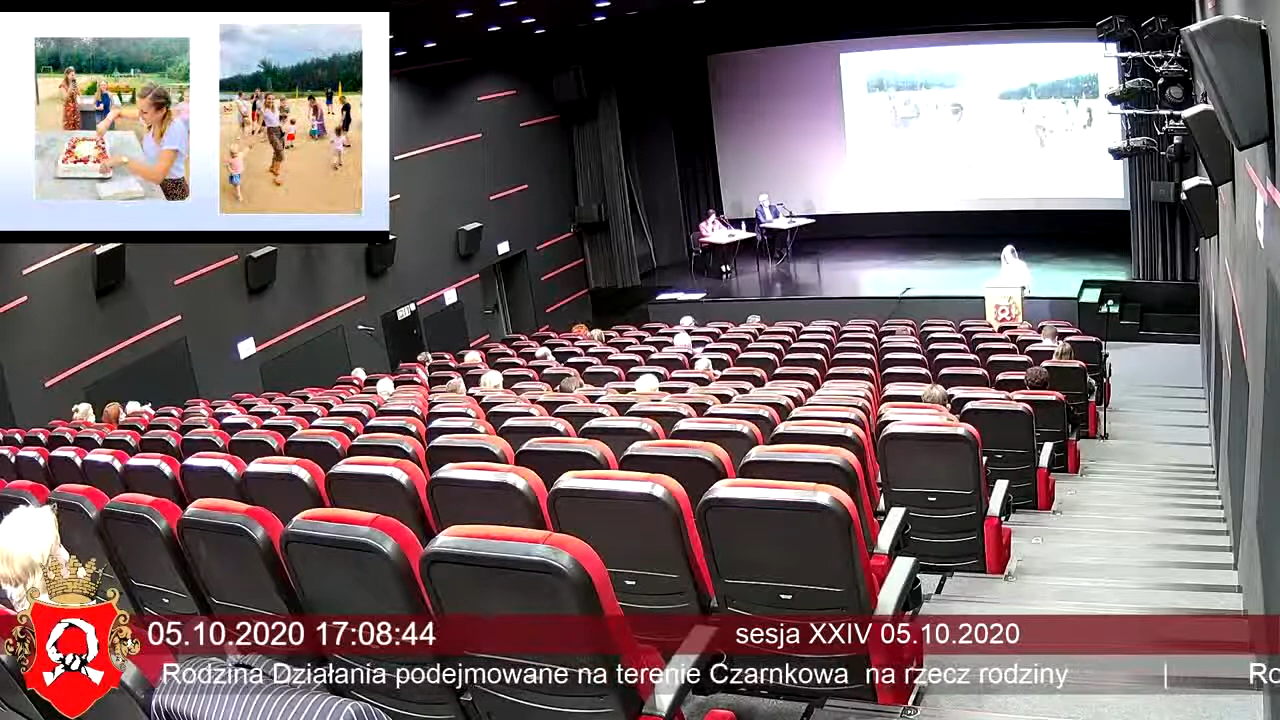 05.10.2020 17:08:44
sesja XXIV 05.10.2020
Rodzina Działania podejmowane na terenie Czarnkowa na rzecz rodziny | Ro